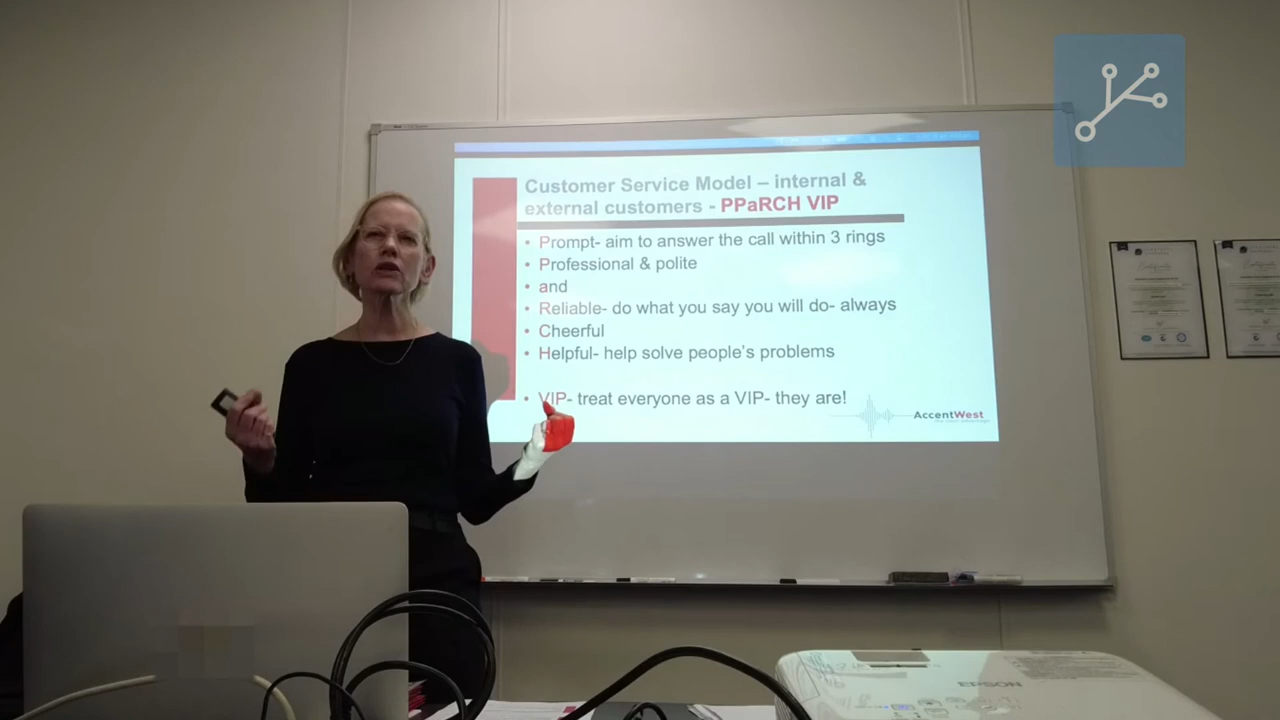 Customer Service Model – internal &
external customers - PPaRCH VIP
• Prompt- aim to answer the call within 3 rings
• Professional & polite
• and
• Reliable- do what you say you will do- always
• Cheerful
• Helpful- help solve people's problems
• VIP- treat everyone as a VIP- they are!
AccentWest
EPSON